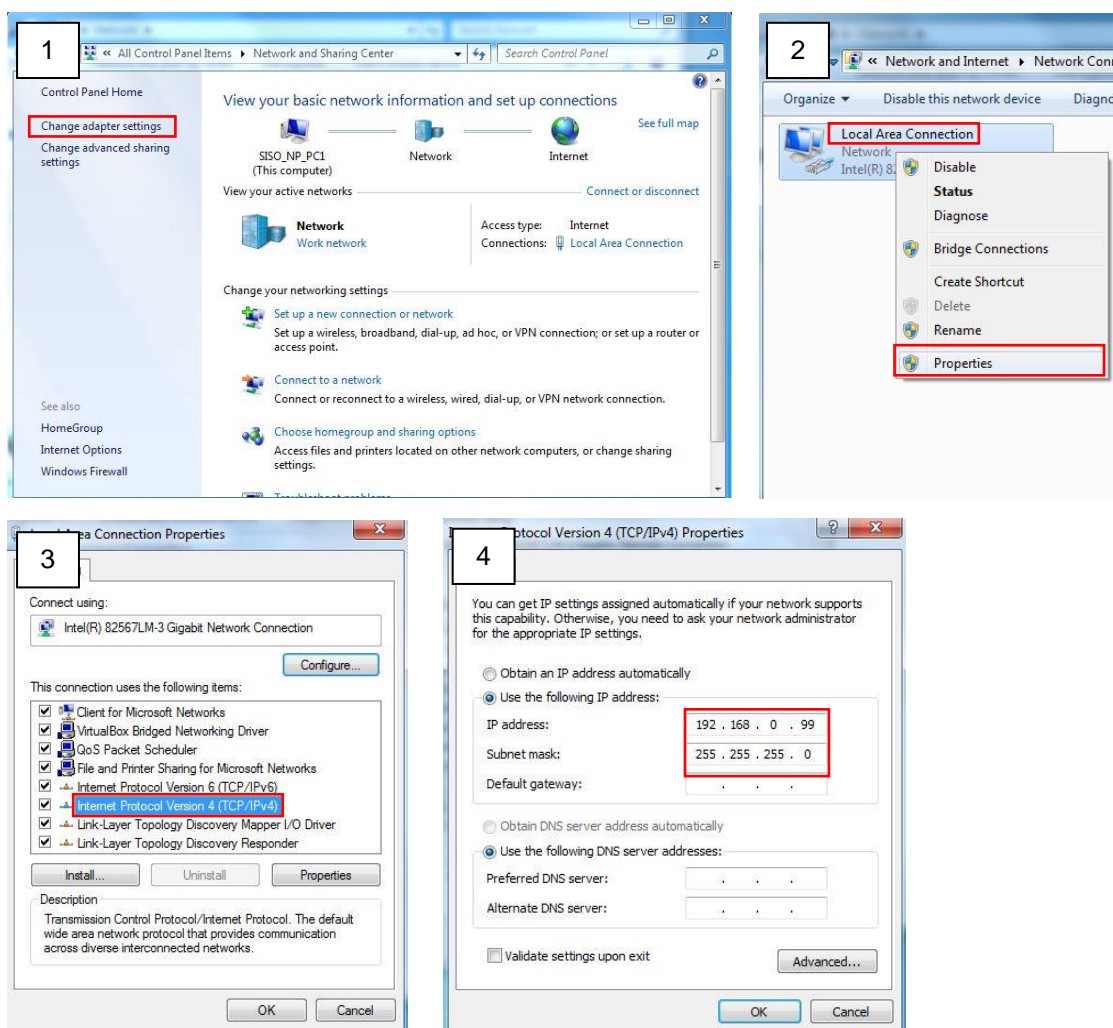 1
« All Control Panel Items ▸ Network and Sharing Center
Search Control Panel
Control Panel Home
Change adapter settings
Change advanced sharing
settings
See also
HomeGroup
Internet Options
Windows Firewall
View your basic network information and set up connections
See full map
SISO_NP_PC1
(This computer)
Network
Internet
View your active networks
Connect or disconnect
Network
Work network
Access type: Internet
Connections: Local Area Connection
Change your networking settings
Set up a new connection or network
Set up a wireless, broadband, dial-up, ad hoc, or VPN connection; or set up a router or
access point.
Connect to a network
Connect or reconnect to a wireless, wired, dial-up, or VPN network connection.
Choose homegroup and sharing options
Access files and printers located on other network computers, or change sharing
settings.
Troubleshoot problems
2
« Network and Internet ▸ Network Conn
Organize Disable this network device Diagno
Local Area Connection
Network
Intel(R) 82
Disable
Status
Diagnose
Bridge Connections
Create Shortcut
Delete
Rename
Properties
3
ea Connection Properties
Connect using:
Intel(R) 82567LM-3 Gigabit Network Connection
Configure...
This connection uses the following items:
Client for Microsoft Networks
VirtualBox Bridged Networking Driver
QoS Packet Scheduler
File and Printer Sharing for Microsoft Networks
Internet Protocol Version 6 (TCP/IPv6)
Internet Protocol Version 4 (TCP/IPv4)
Link-Layer Topology Discovery Mapper I/O Driver
Link-Layer Topology Discovery Responder
Install... Uninstall Properties
Description
Transmission Control Protocol/Internet Protocol. The default
wide area network protocol that provides communication
across diverse interconnected networks.
OK Cancel
4
otocol Version 4 (TCP/IPv4) Properties
You can get IP settings assigned automatically if your network supports
this capability. Otherwise, you need to ask your network administrator
for the appropriate IP settings.
Obtain an IP address automatically
Use the following IP address:
IP address: 192 . 168 . 0 . 99
Subnet mask: 255 . 255 . 255 . 0
Default gateway: . . .
Obtain DNS server address automatically
Use the following DNS server addresses:
Preferred DNS server: . . .
Alternate DNS server: . . .
Validate settings upon exit
Advanced...
OK Cancel